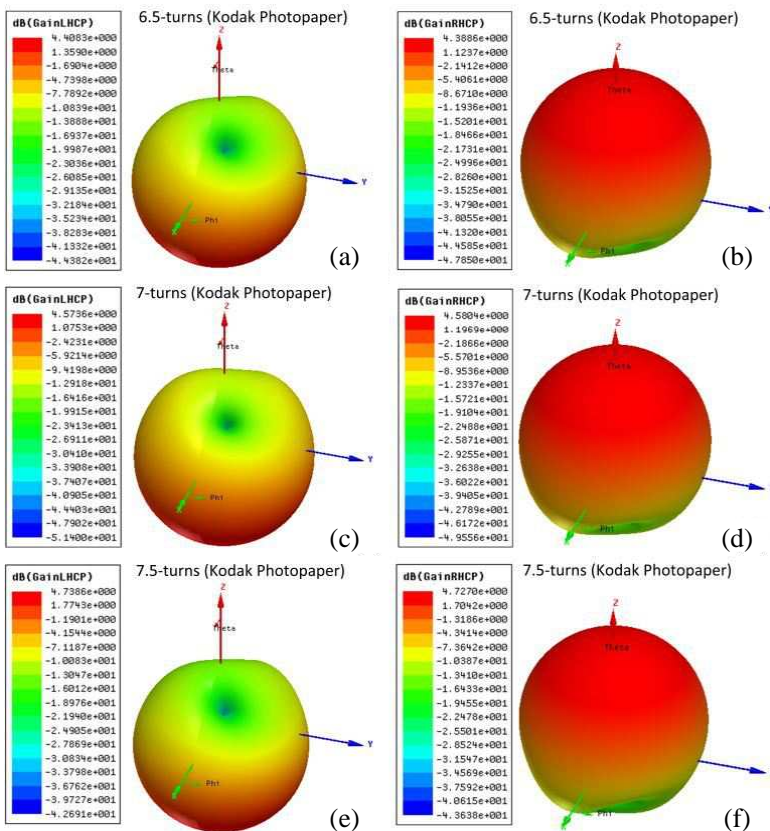 6.5-turns (Kodak Photopaper)
dB(GainLHCP)
4.4083e+000
1.3590e+000
-1.6904e+000
-4.7398e+000
-7.7892e+000
-1.0839e+001
-1.3888e+001
-1.6937e+001
-1.9987e+001
-2.3036e+001
-2.6085e+001
-2.9135e+001
-3.2184e+001
-3.5234e+001
-3.8283e+001
-4.1332e+001
-4.4382e+001
Z
Theta
Y
Phi
X
(a)
6.5-turns (Kodak Photopaper)
dB(GainRHCP)
4.3886e+000
1.1237e+000
-2.1412e+000
-5.4061e+000
-8.6710e+000
-1.1936e+001
-1.5201e+001
-1.8466e+001
-2.1731e+001
-2.4996e+001
-2.8260e+001
-3.1525e+001
-3.4790e+001
-3.8055e+001
-4.1320e+001
-4.4585e+001
-4.7850e+001
Z
Theta
Phi
X
(b)
7-turns (Kodak Photopaper)
dB(GainLHCP)
4.5736e+000
1.0753e+000
-2.4231e+000
-5.9214e+000
-9.4198e+000
-1.2918e+001
-1.6416e+001
-1.9915e+001
-2.3413e+001
-2.6911e+001
-3.0410e+001
-3.3908e+001
-3.7407e+001
-4.0905e+001
-4.4403e+001
-4.7902e+001
-5.1400e+001
Z
Theta
Y
Phi
X
(c)
7-turns (Kodak Photopaper)
dB(GainRHCP)
4.5804e+000
1.1969e+000
-2.1866e+000
-5.5701e+000
-8.9536e+000
-1.2337e+001
-1.5721e+001
-1.9104e+001
-2.2488e+001
-2.5871e+001
-2.9255e+001
-3.2638e+001
-3.6022e+001
-3.9405e+001
-4.2789e+001
-4.6172e+001
-4.9556e+001
Z
Theta
Phi
X
(d)
7.5-turns (Kodak Photopaper)
dB(GainLHCP)
4.7386e+000
1.7743e+000
-1.1901e+000
-4.1544e+000
-7.1187e+000
-1.0083e+001
-1.3047e+001
-1.6012e+001
-1.8976e+001
-2.1940e+001
-2.4905e+001
-2.7869e+001
-3.0834e+001
-3.3798e+001
-3.6762e+001
-3.9727e+001
-4.2691e+001
Z
Theta
Y
Phi
X
(e)
7.5-turns (Kodak Photopaper)
dB(GainRHCP)
4.7270e+000
1.7042e+000
-1.3186e+000
-4.3414e+000
-7.3642e+000
-1.0387e+001
-1.3410e+001
-1.6433e+001
-1.9455e+001
-2.2478e+001
-2.5501e+001
-2.8524e+001
-3.1547e+001
-3.4569e+001
-3.7592e+001
-4.0615e+001
-4.3638e+001
Z
Theta
Phi
X
(f)